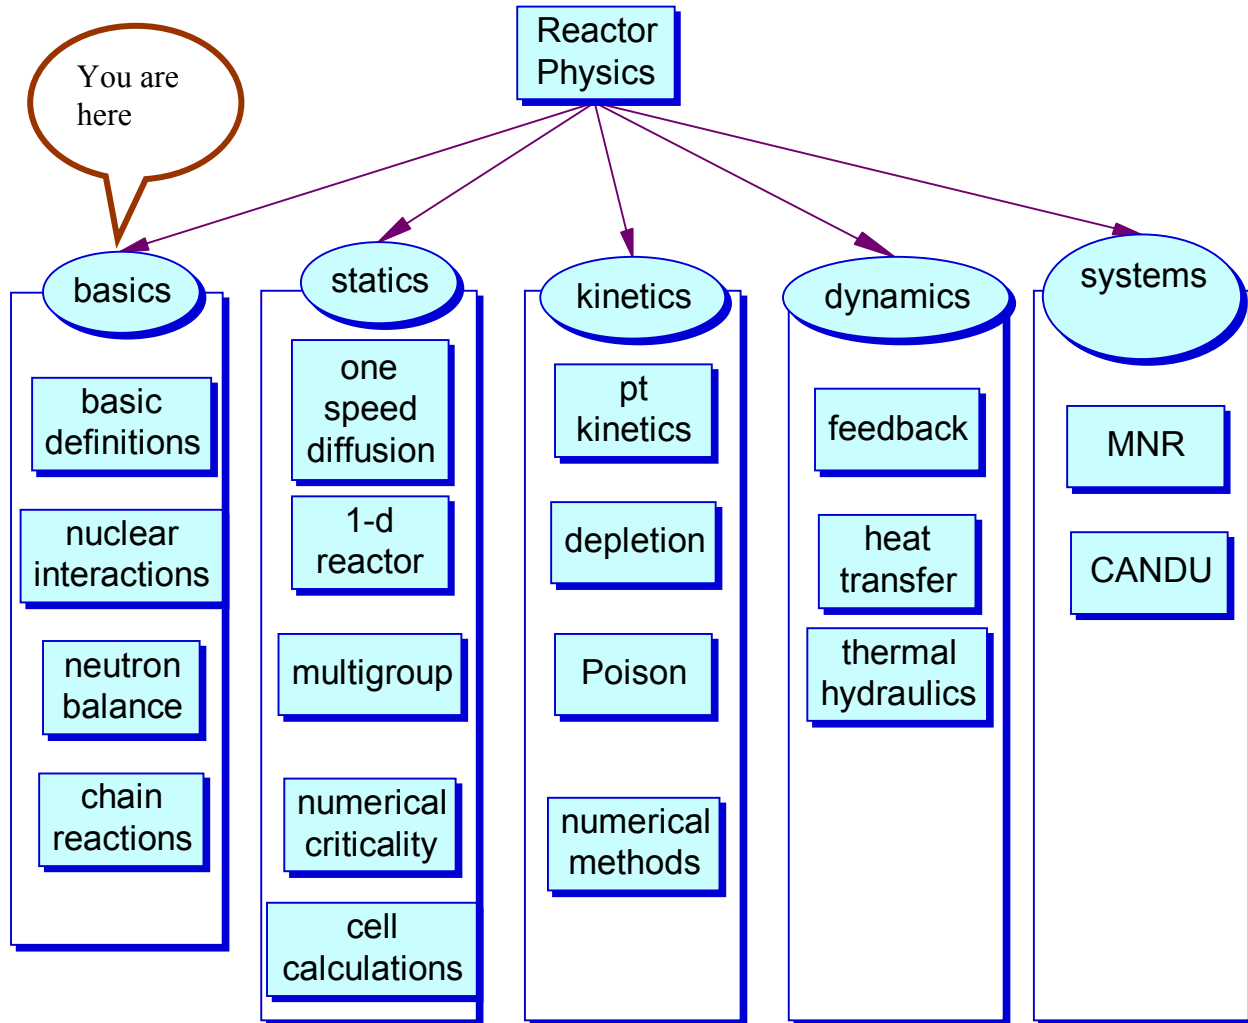 Reactor
Physics
You are
here
basics
basic
definitions
nuclear
interactions
neutron
balance
chain
reactions
statics
one
speed
diffusion
1-d
reactor
multigroup
numerical
criticality
cell
calculations
kinetics
pt
kinetics
depletion
Poison
numerical
methods
dynamics
feedback
heat
transfer
thermal
hydraulics
systems
MNR
CANDU